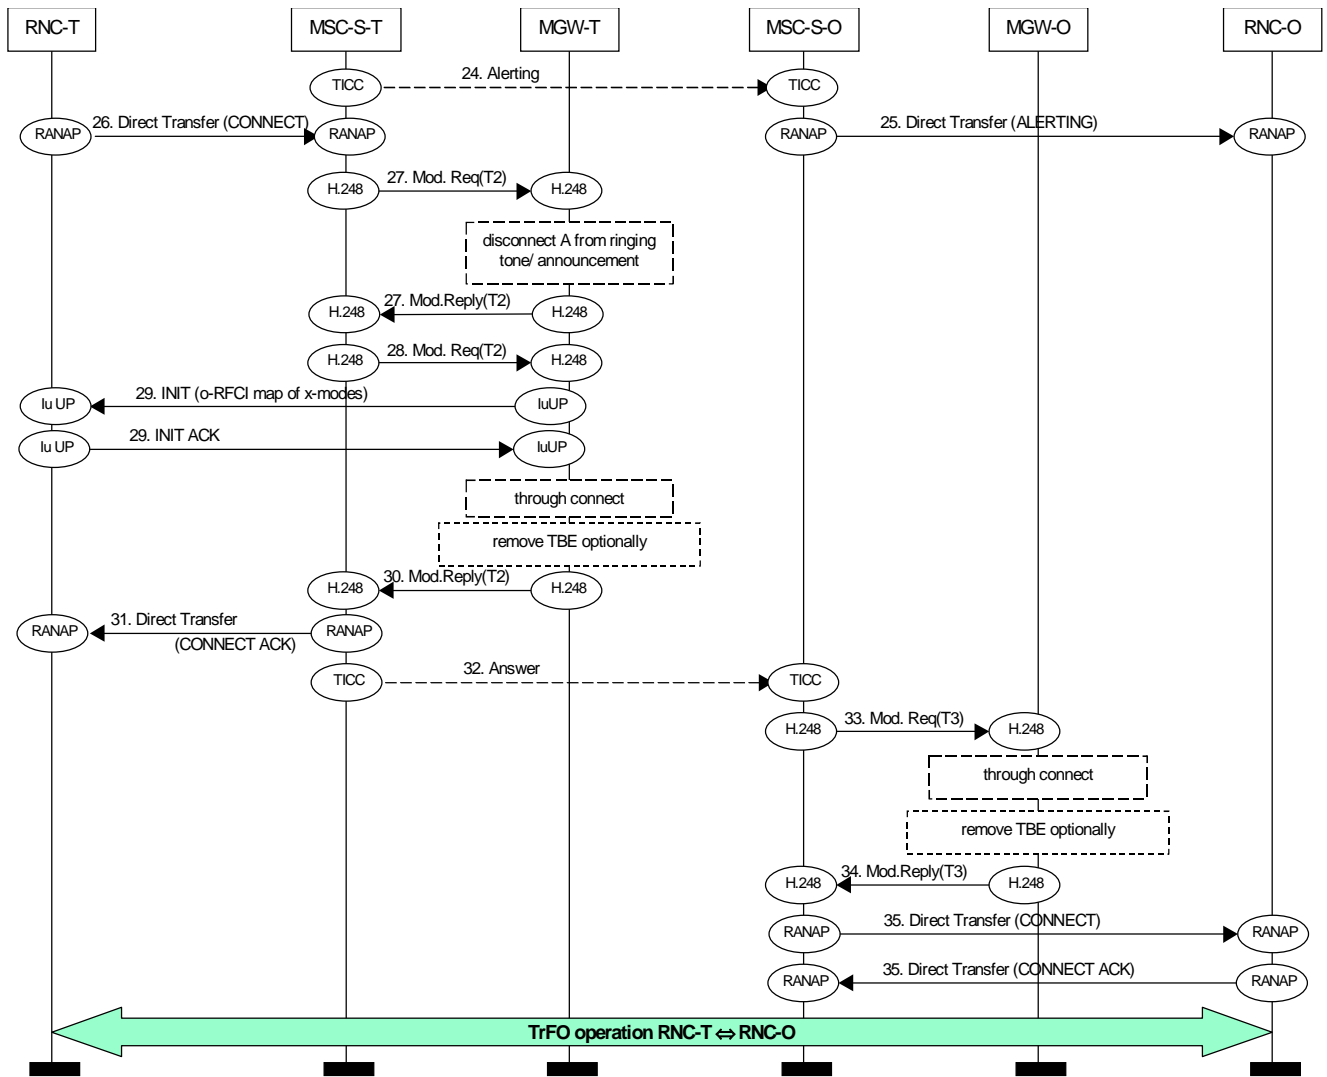 RNC-T MSC-S-T MGW-T MSC-S-O MGW-O RNC-O
24. Alerting
TICC TICC
26. Direct Transfer (CONNECT) 25. Direct Transfer (ALERTING)
RANAP RANAP RANAP RANAP
27. Mod. Req(T2)
H.248 H.248
disconnect A from ringing
tone/ announcement
27. Mod.Reply(T2)
H.248 H.248
28. Mod. Req(T2)
H.248 H.248
29. INIT (o-RFCI map of x-modes)
Iu UP IuUP
29. INIT ACK
Iu UP IuUP
through connect
remove TBE optionally
30. Mod.Reply(T2)
H.248 H.248
31. Direct Transfer
(CONNECT ACK)
RANAP RANAP
32. Answer
TICC TICC
33. Mod. Req(T3)
H.248 H.248
through connect
remove TBE optionally
34. Mod.Reply(T3)
H.248 H.248
35. Direct Transfer (CONNECT)
RANAP RANAP
35. Direct Transfer (CONNECT ACK)
RANAP RANAP
TrFO operation RNC-T ⇔ RNC-O